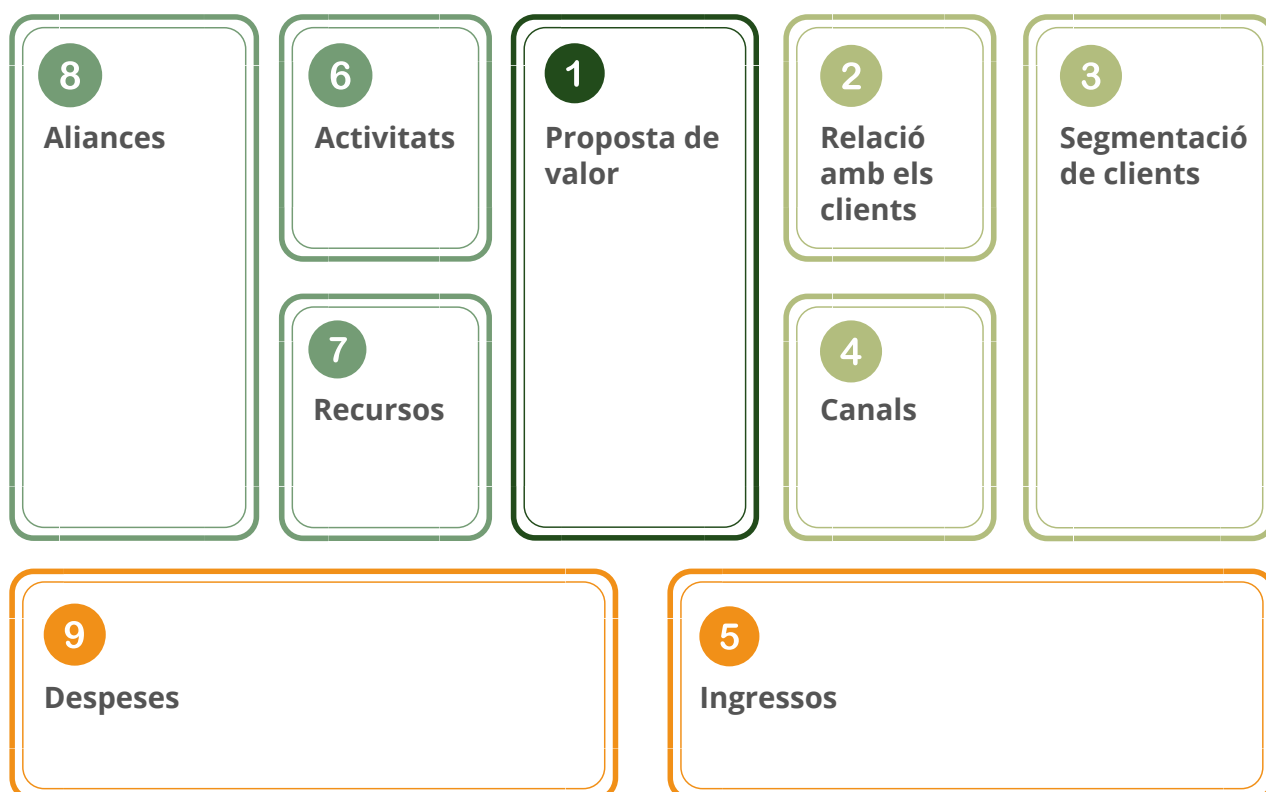 8
Aliances
6
Activitats
7
Recursos
1
Proposta de
valor
2
Relació
amb els
clients
4
Canals
3
Segmentació
de clients
9
Despeses
5
Ingressos